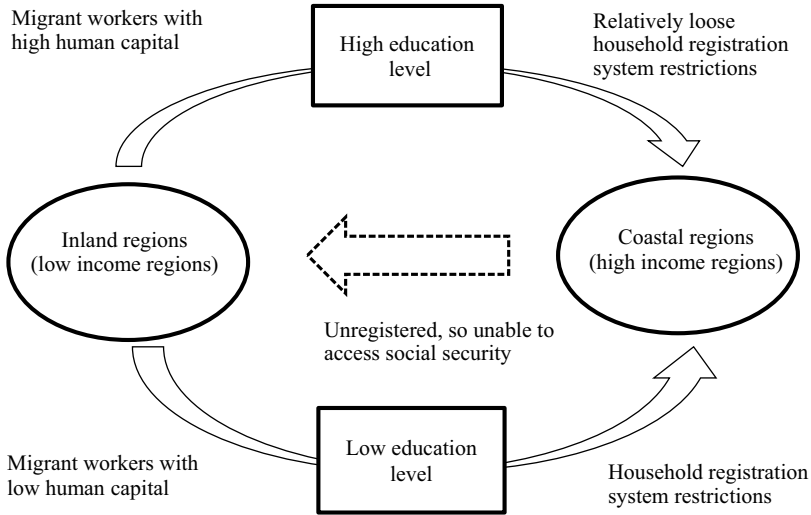 Migrant workers with
high human capital
High education
level
Relatively loose
household registration
system restrictions
Inland regions
(low income regions)
Coastal regions
(high income regions)
Unregistered, so unable to
access social security
Migrant workers with
low human capital
Low education
level
Household registration
system restrictions